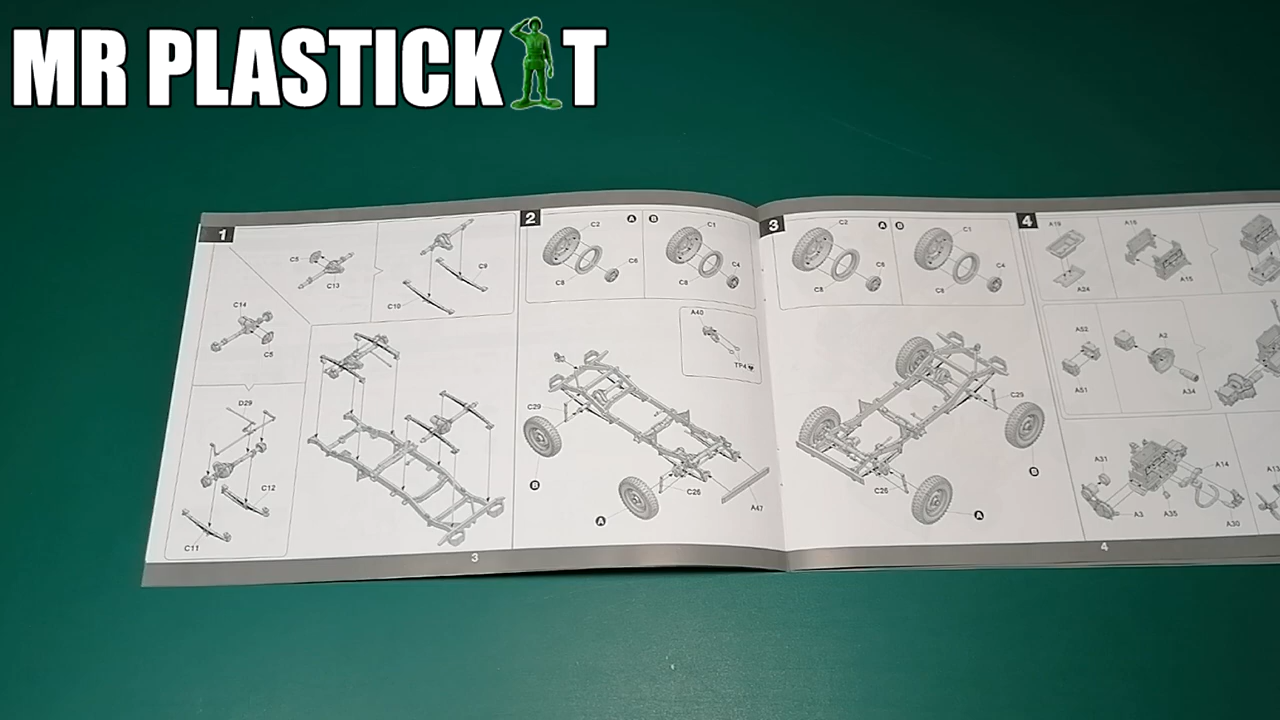 MR PLASTICK T
1
C5
C13
C9
C10
C14
C5
D29
C12
C11
2
A
B
C2
C6
C8
C1
C4
C8
A40
TP4
C29
B
A
C26
A47
3
3
C2
C6
C8
A
B
C1
C4
C8
C29
B
C26
A
4
A19
A24
A16
A15
A52
A51
A2
A34
A31
A3
A35
A14
A30
A13
4